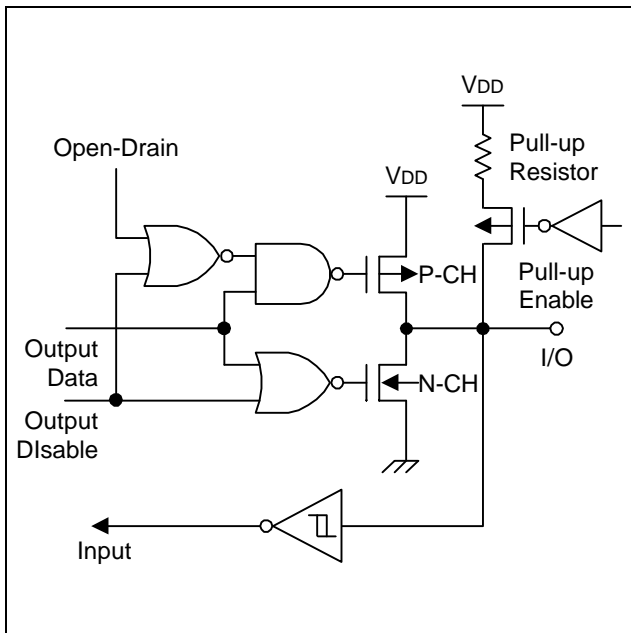 VDD
Pull-up
Resistor
Open-Drain
VDD
P-CH
Pull-up
Enable
Output
Data
I/O
N-CH
Output
DIsable
Input